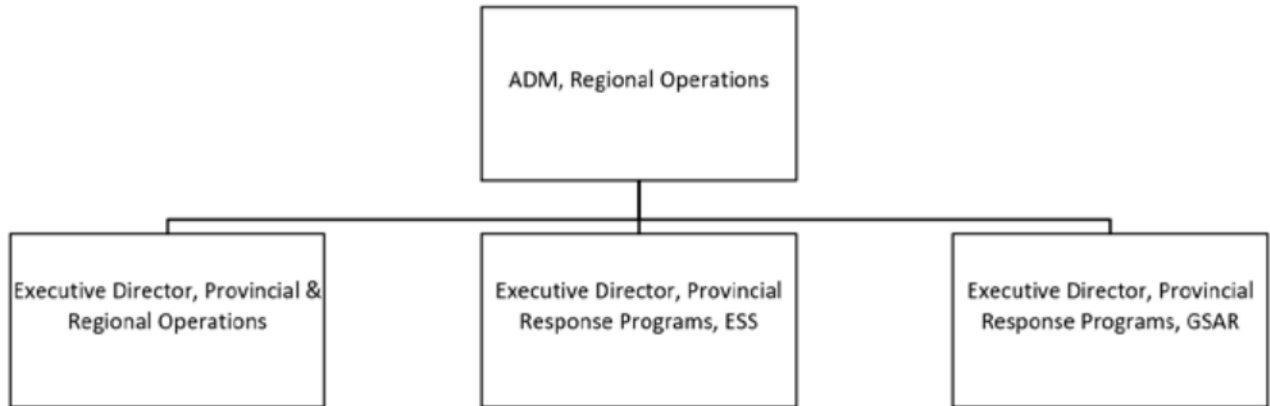 ADM, Regional Operations
Executive Director, Provincial &
Regional Operations
Executive Director, Provincial
Response Programs, ESS
Executive Director, Provincial
Response Programs, GSAR